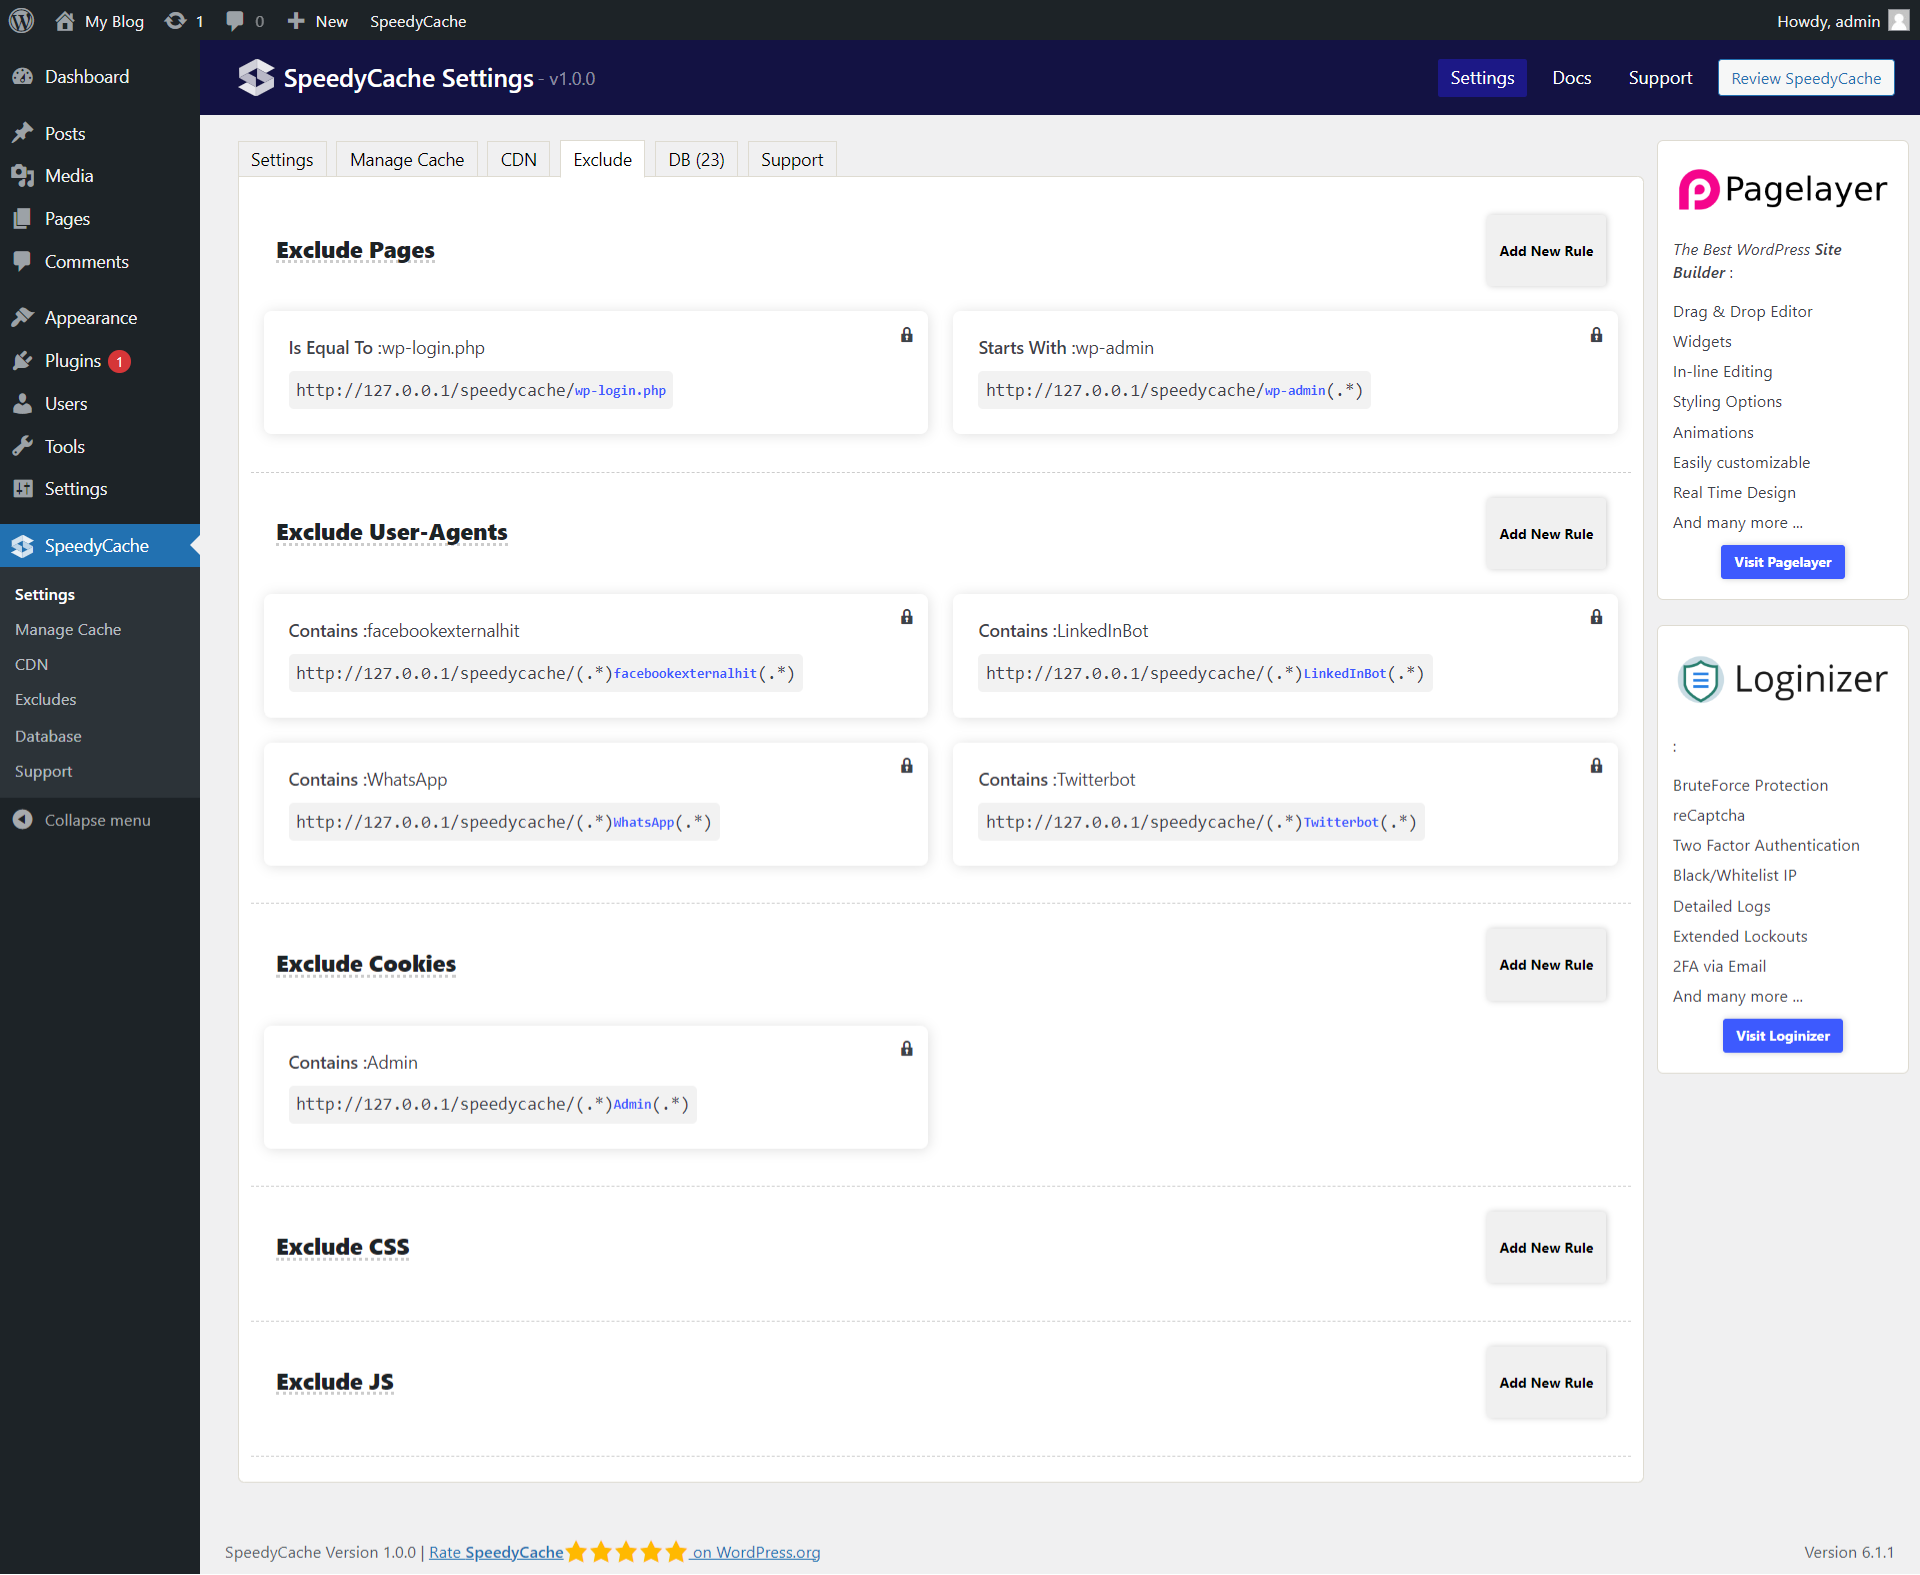 My Blog 1 0 New SpeedyCache Howdy, admin
Dashboard
Posts
Media
Pages
Comments
Appearance
Plugins 1
Users
Tools
Settings
SpeedyCache
Settings
Manage Cache
CDN
Excludes
Database
Support
Collapse menu
SpeedyCache Settings - v1.0.0
Settings Docs Support Review SpeedyCache
Settings Manage Cache CDN Exclude DB (23) Support
Exclude Pages Add New Rule
Is Equal To :wp-login.php
http://127.0.0.1/speedycache/wp-login.php
Starts With :wp-admin
http://127.0.0.1/speedycache/wp-admin(.*)
Exclude User-Agents Add New Rule
Contains :facebookexternalhit
http://127.0.0.1/speedycache/(.*)facebookexternalhit(.*)
Contains :LinkedInBot
http://127.0.0.1/speedycache/(.*)LinkedInBot(.*)
Contains :WhatsApp
http://127.0.0.1/speedycache/(.*)WhatsApp(.*)
Contains :Twitterbot
http://127.0.0.1/speedycache/(.*)Twitterbot(.*)
Exclude Cookies Add New Rule
Contains :Admin
http://127.0.0.1/speedycache/(.*)Admin(.*)
Exclude CSS Add New Rule
Exclude JS Add New Rule
Pagelayer
The Best WordPress Site
Builder :
Drag & Drop Editor
Widgets
In-line Editing
Styling Options
Animations
Easily customizable
Real Time Design
And many more ...
Visit Pagelayer
Loginizer
:
BruteForce Protection
reCaptcha
Two Factor Authentication
Black/Whitelist IP
Detailed Logs
Extended Lockouts
2FA via Email
And many more ...
Visit Loginizer
SpeedyCache Version 1.0.0 | Rate SpeedyCache on WordPress.org
Version 6.1.1